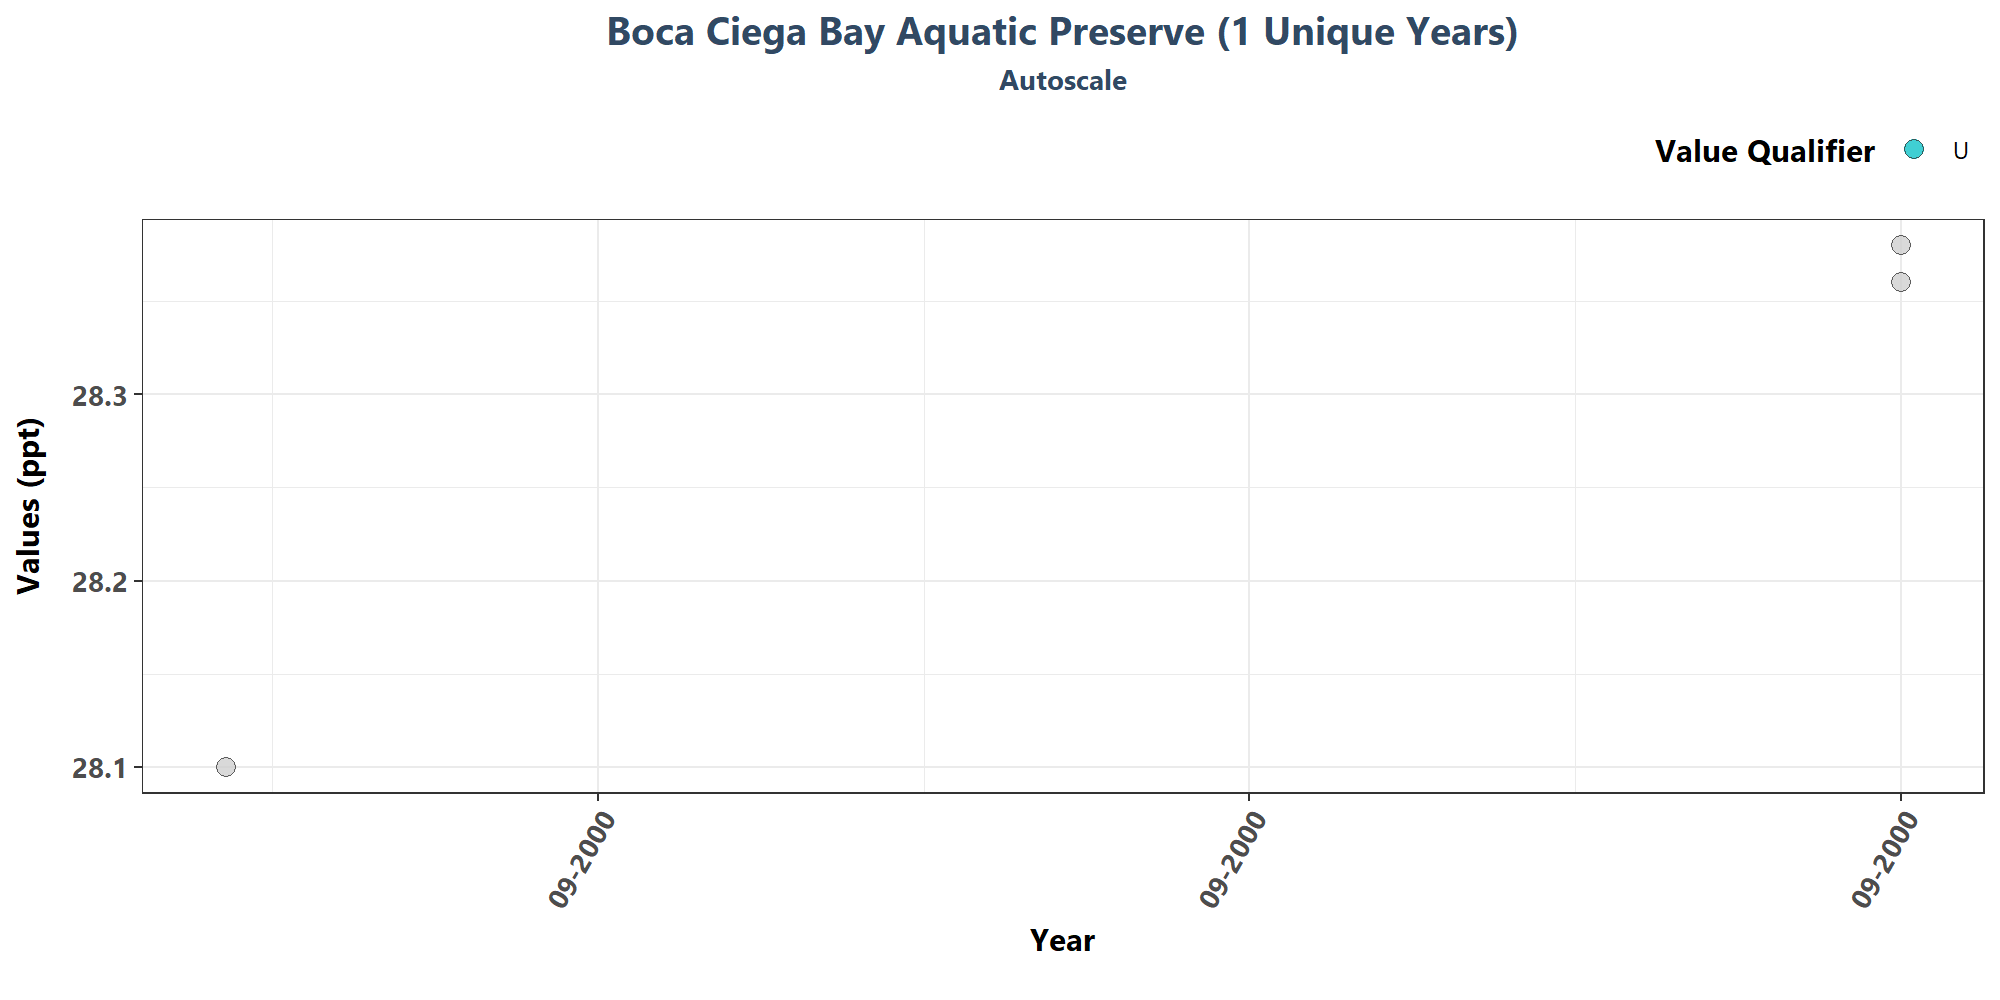 Boca Ciega Bay Aquatic Preserve (1 Unique Years)
Autoscale
Value Qualifier U
Values (ppt)
28.3
28.2
28.1
09-2000 09-2000 09-2000
Year